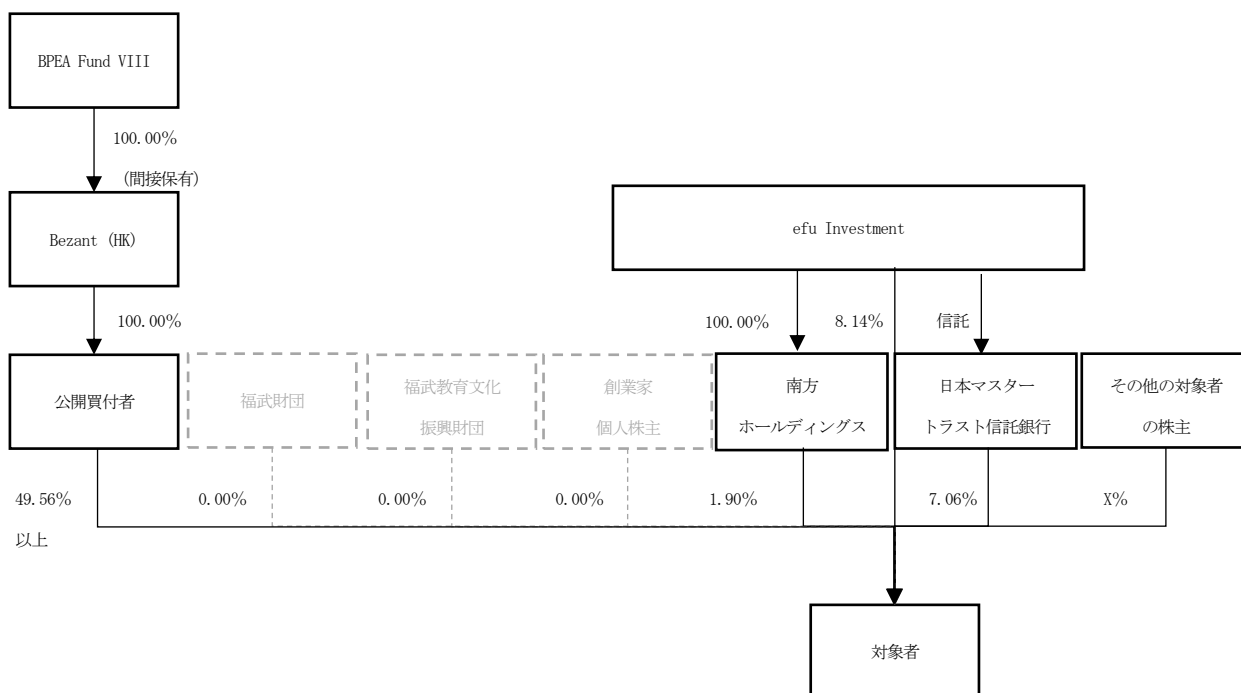 BPEA Fund VIII
100.00%
(間接保有)
Bezant (HK)
efu Investment
100.00%
100.00%
8.14%
信託
公開買付者
福武財団
福武教育文化
振興財団
創業家
個人株主
南方
ホールディングス
日本マスター
トラスト信託銀行
その他の対象者
の株主
49.56%
以上
0.00%
0.00%
0.00%
1.90%
7.06%
X%
対象者